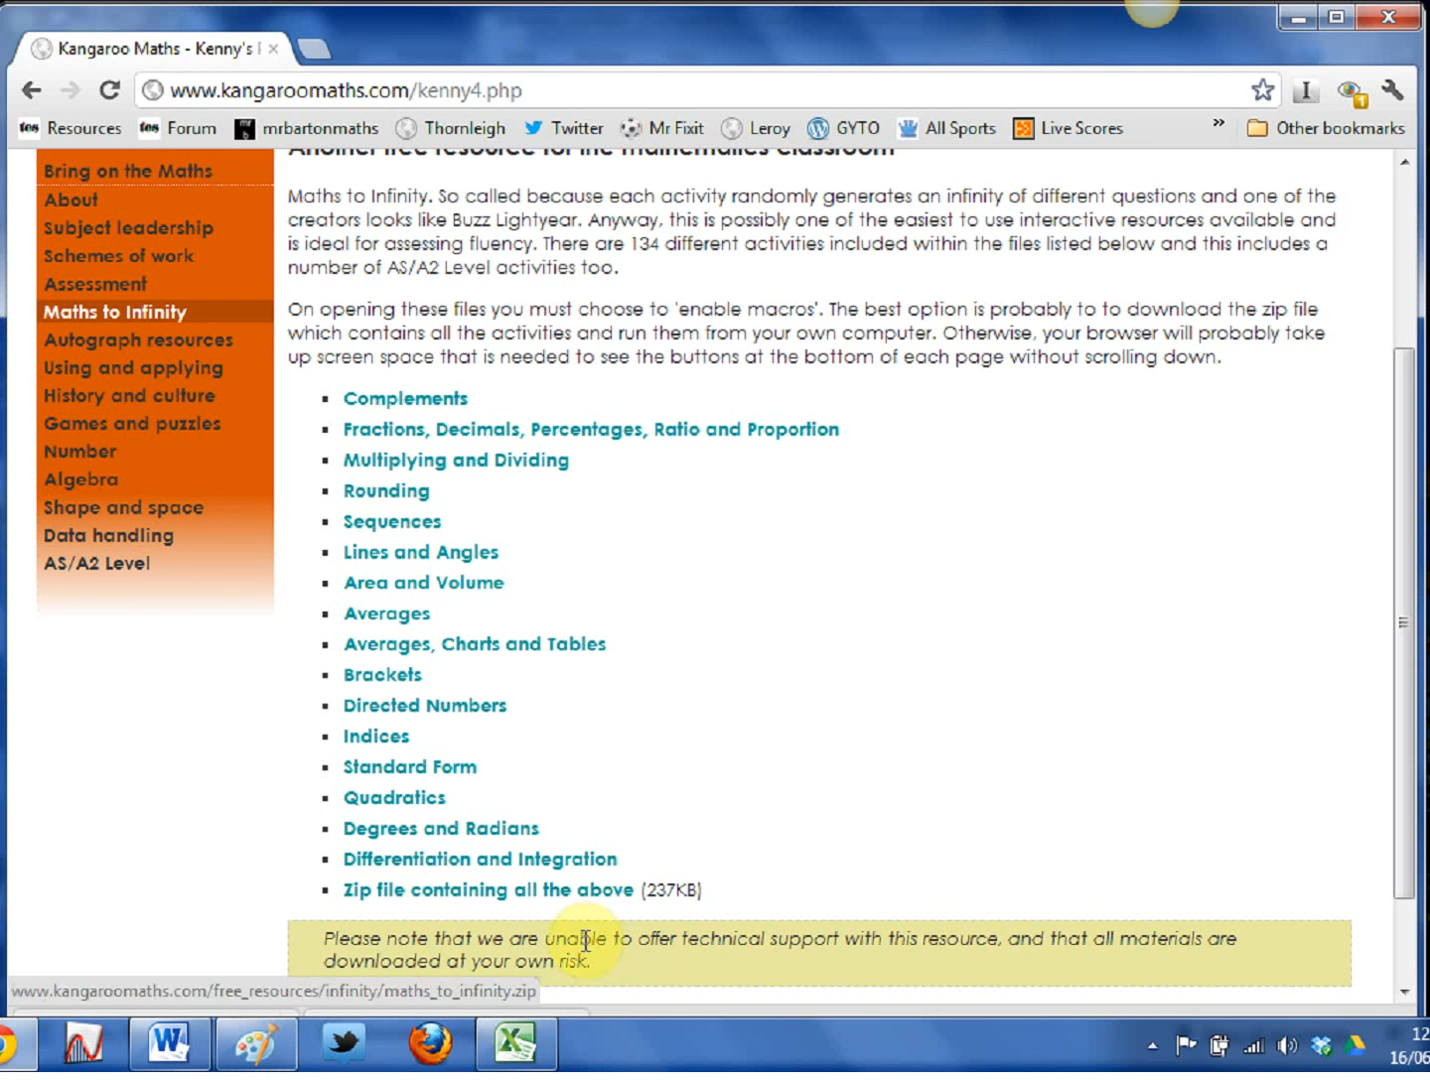 Kangaroo Maths - Kenny's
www.kangaroomaths.com/kenny4.php
tes Resources tes Forum mrbartonmaths Thornleigh Twitter Mr Fixit Leroy GYTO All Sports Live Scores » Other bookmarks
Another free resource for the mathematics classroom
Bring on the Maths
About
Subject leadership
Schemes of work
Assessment
Maths to Infinity
Autograph resources
Using and applying
History and culture
Games and puzzles
Number
Algebra
Shape and space
Data handling
AS/A2 Level
Maths to Infinity. So called because each activity randomly generates an infinity of different questions and one of the
creators looks like Buzz Lightyear. Anyway, this is possibly one of the easiest to use interactive resources available and
is ideal for assessing fluency. There are 134 different activities included within the files listed below and this includes a
number of AS/A2 Level activities too.
On opening these files you must choose to 'enable macros'. The best option is probably to to download the zip file
which contains all the activities and run them from your own computer. Otherwise, your browser will probably take
up screen space that is needed to see the buttons at the bottom of each page without scrolling down.
Complements
Fractions, Decimals, Percentages, Ratio and Proportion
Multiplying and Dividing
Rounding
Sequences
Lines and Angles
Area and Volume
Averages
Averages, Charts and Tables
Brackets
Directed Numbers
Indices
Standard Form
Quadratics
Degrees and Radians
Differentiation and Integration
Zip file containing all the above (237KB)
Please note that we are unable to offer technical support with this resource, and that all materials are
downloaded at your own risk.
www.kangaroomaths.com/free_resources/infinity/maths_to_infinity.zip
12
16/06